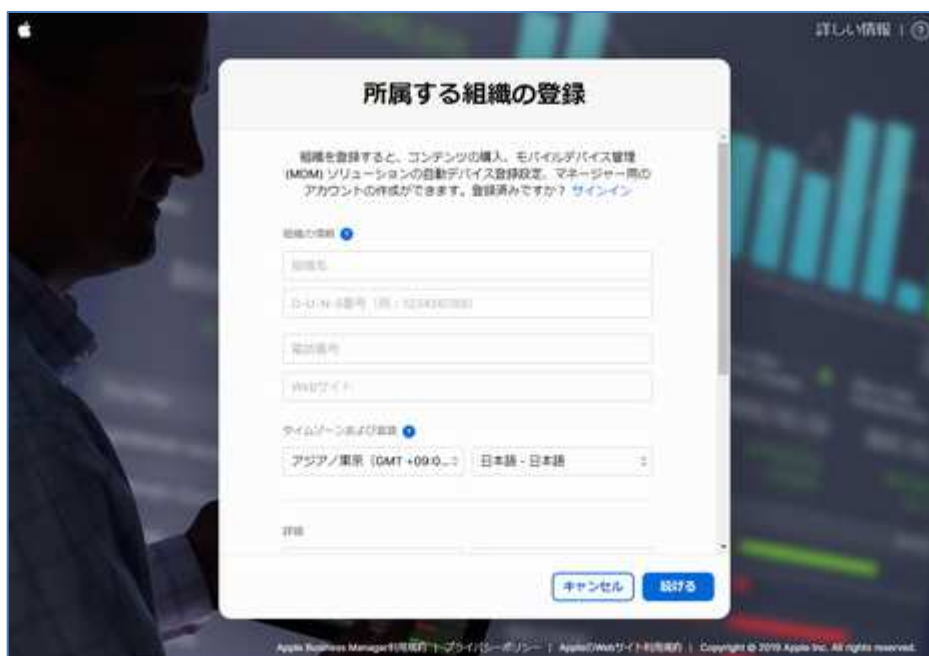 詳しい情報 | ?
所属する組織の登録
組織を登録すると、コンテンツの購入、モバイルデバイス管理
(MDM) ソリューションの自動デバイス登録設定、マネージャー用の
アカウントの作成ができます。登録済みですか？ サインイン
組織の情報 ?
組織名
D-U-N-S番号 (例：123456789)
電話番号
Webサイト
タイムゾーンおよび言語 ?
アジア/東京 (GMT +09:0... 日本語 - 日本語
詳細
キャンセル 続ける
Apple Business Manager利用規約 | プライバシーポリシー | AppleのWebサイト利用規約 | Copyright © 2019 Apple Inc. All rights reserved.